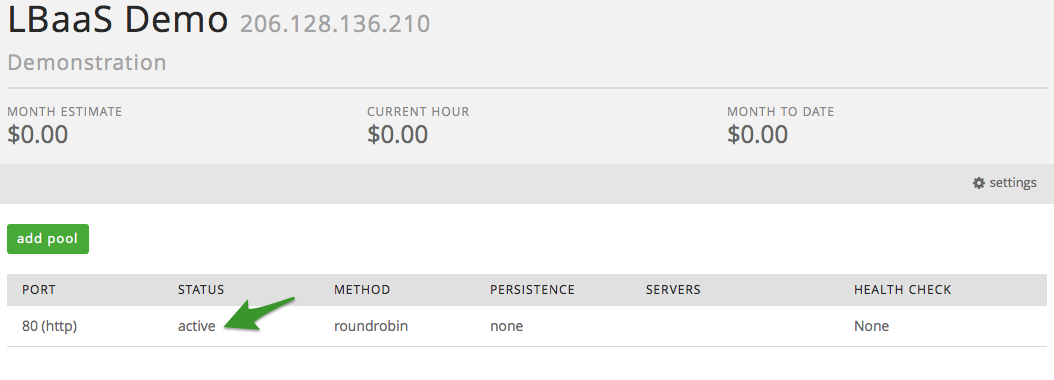 LBaaS Demo 206.128.136.210
Demonstration
MONTH ESTIMATE CURRENT HOUR MONTH TO DATE
$0.00 $0.00 $0.00
settings
add pool
PORT STATUS METHOD PERSISTENCE SERVERS HEALTH CHECK
80 (http) active roundrobin none None